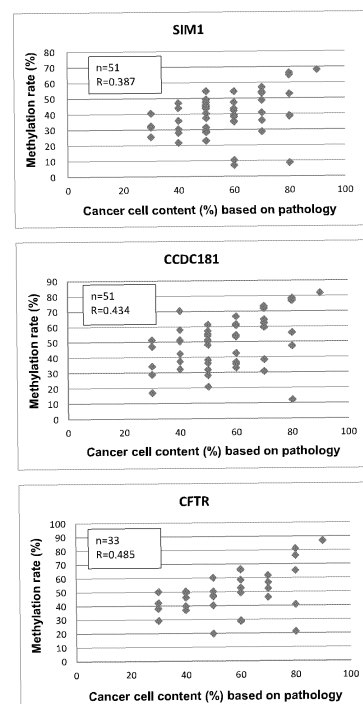 SIM1
80
70
60
50
40
30
20
10
0
n=51
R=0.387
Methylation rate (%)
0 20 40 60 80 100
Cancer cell content (%) based on pathology
CCDC181
90
80
70
60
50
40
30
20
10
0
n=51
R=0.434
Methylation rate (%)
0 20 40 60 80 100
Cancer cell content (%) based on pathology
CFTR
100
90
80
70
60
50
40
30
20
10
0
n=33
R=0.485
Methylation rate (%)
0 20 40 60 80 100
Cancer cell content (%) based on pathology